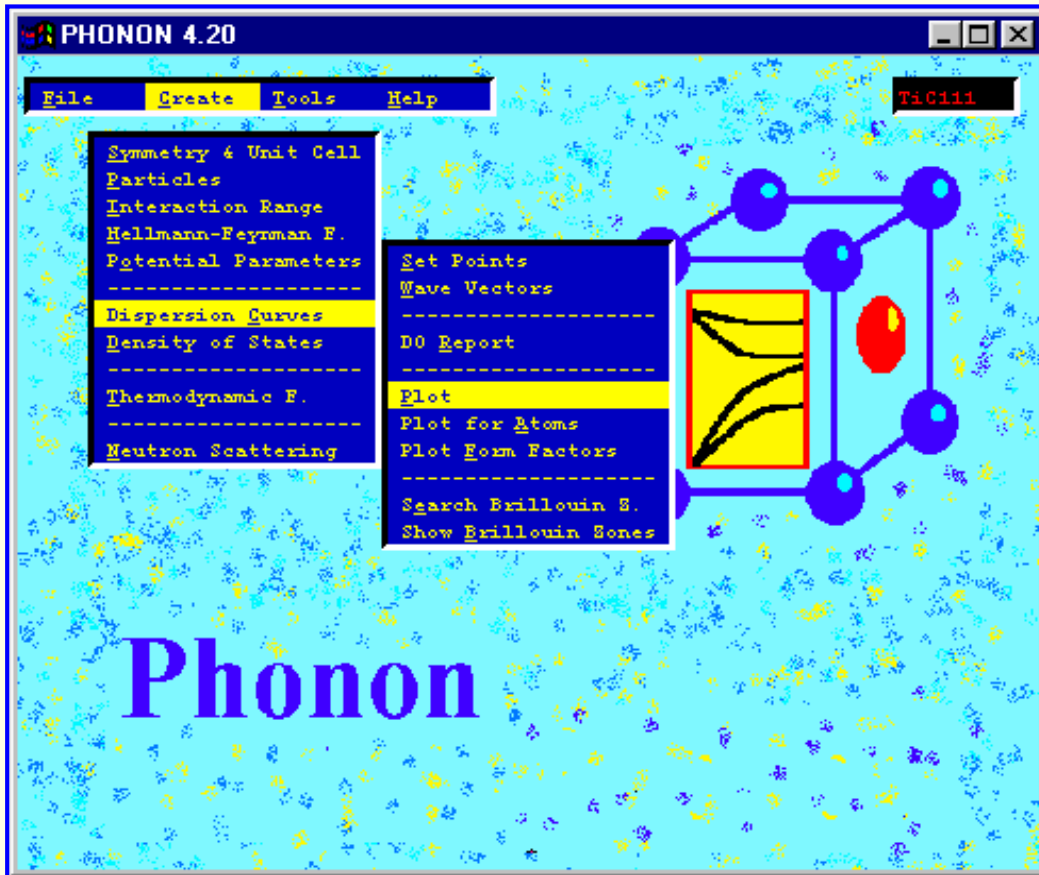 PHONON 4.20
File Create Tools Help
TiC111
Symmetry & Unit Cell
Particles
Interaction Range
Hellmann-Feynman F.
Potential Parameters
--------------------
Dispersion Curves
Density of States
--------------------
Thermodynamic F.
--------------------
Neutron Scattering
Set Points
Wave Vectors
--------------------
DO Report
--------------------
Plot
Plot for Atoms
Plot Form Factors
--------------------
Search Brillouin Z.
Show Brillouin Zones
Phonon